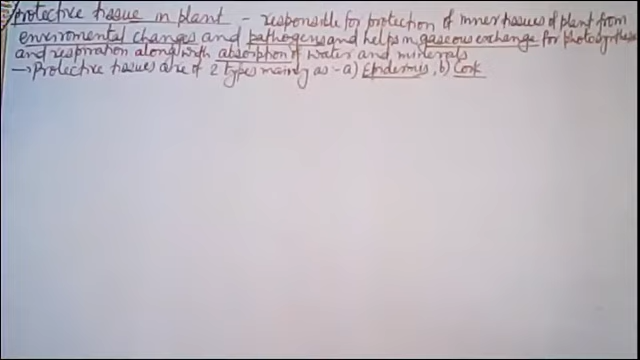 protective tissue in plant - responsible for protection of inner tissues of plant from
enviromental changes and pathogens and helps in gaseous exchange for photosynthesis
and respiration along with absorption of water and minerals
→ Protective tissues are of 2 types mainly as - a) Epidermis, b) Cork